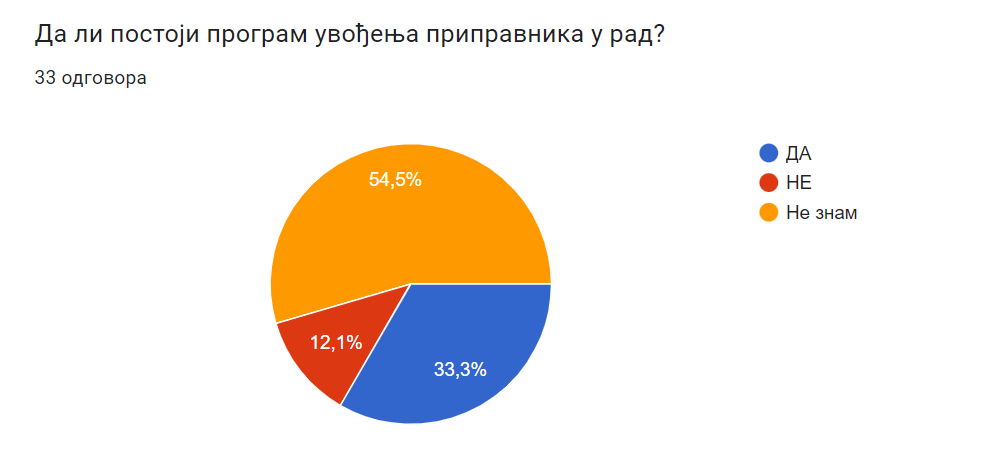 Да ли постоји програм увођења приправника у рад?
33 одговора
54,5%
12,1%
33,3%
ДА
НЕ
Не знам